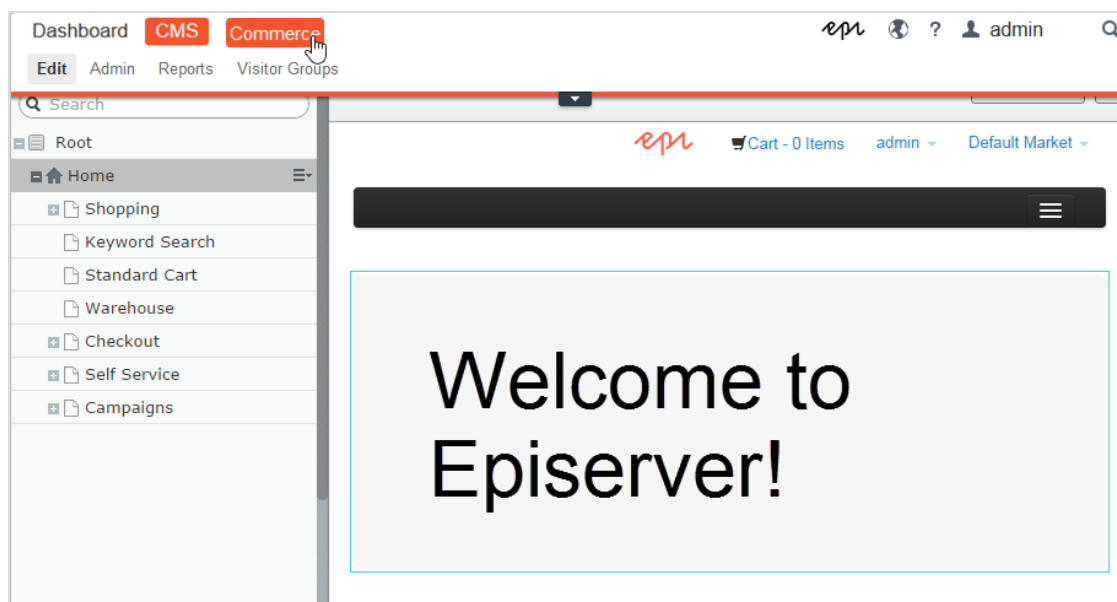 Dashboard CMS Commerce epi ? admin
Edit Admin Reports Visitor Groups
Search
Root
epi Cart - 0 Items admin Default Market
Home
Shopping
Keyword Search
Standard Cart
Warehouse
Checkout
Self Service
Campaigns
Welcome to
Episerver!